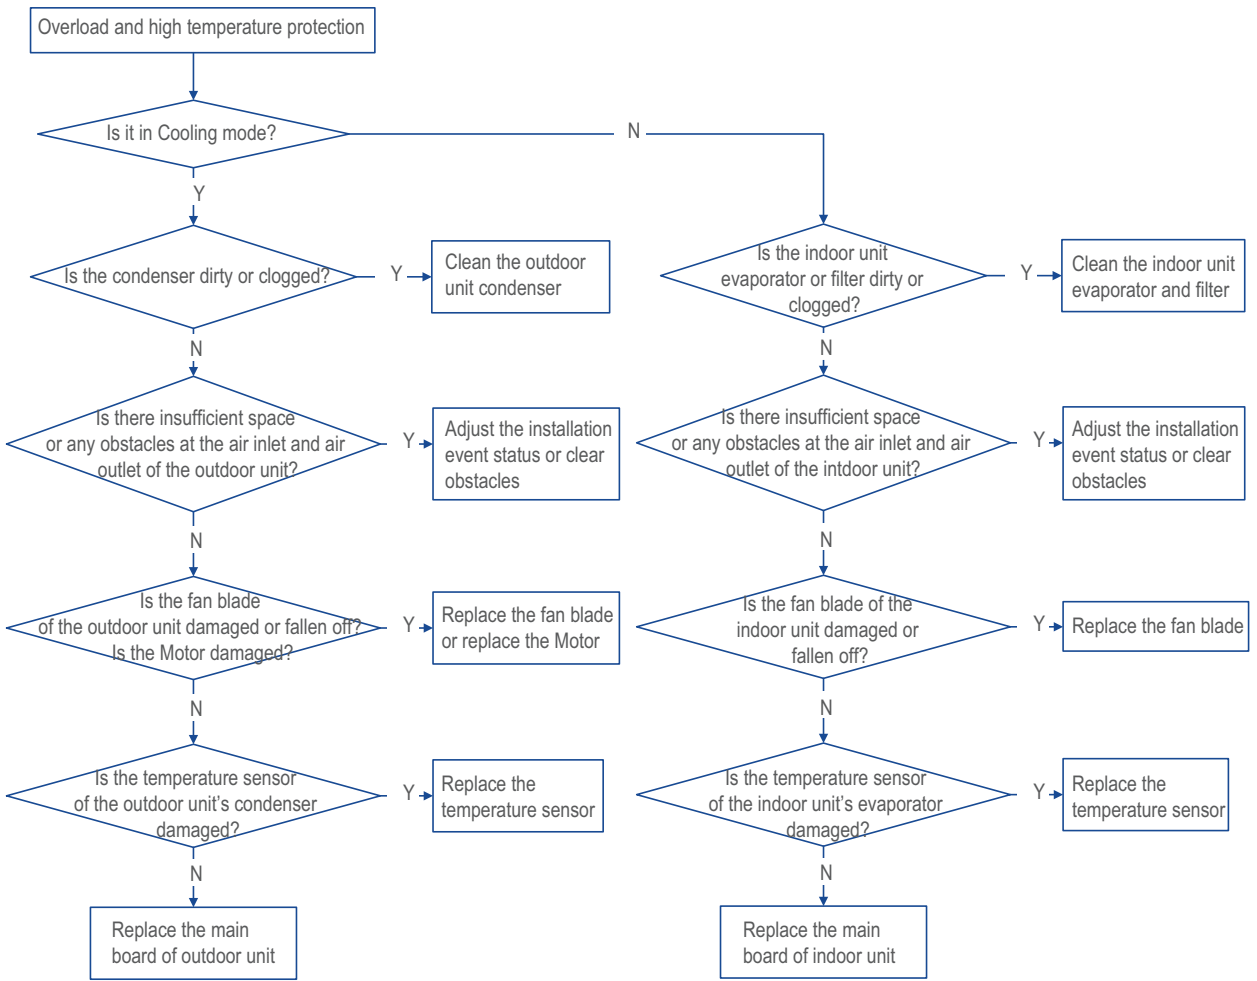 Overload and high temperature protection
Is it in Cooling mode?
N
Y
Is the condenser dirty or clogged?
Y
Clean the outdoor
unit condenser
Is the indoor unit
evaporator or filter dirty or
clogged?
Y
Clean the indoor unit
evaporator and filter
N
N
Is there insufficient space
or any obstacles at the air inlet and air
outlet of the outdoor unit?
Y
Adjust the installation
event status or clear
obstacles
Is there insufficient space
or any obstacles at the air inlet and air
outlet of the intdoor unit?
Y
Adjust the installation
event status or clear
obstacles
N
N
Is the fan blade
of the outdoor unit damaged or fallen off?
Is the Motor damaged?
Y
Replace the fan blade
or replace the Motor
Is the fan blade of the
indoor unit damaged or
fallen off?
Y
Replace the fan blade
N
N
Is the temperature sensor
of the outdoor unit's condenser
damaged?
Y
Replace the
temperature sensor
Is the temperature sensor
of the indoor unit's evaporator
damaged?
Y
Replace the
temperature sensor
N
N
Replace the main
board of outdoor unit
Replace the main
board of indoor unit